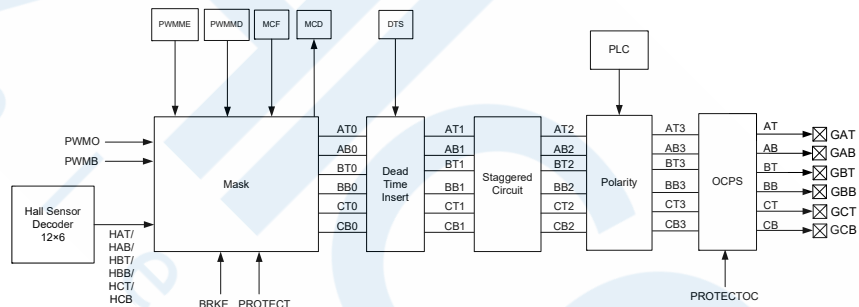 PWMME
PWMMD
MCF
MCD
DTS
PLC
PWMO
PWMB
Hall Sensor
Decoder
12×6
HAT/
HAB/
HBT/
HBB/
HCT/
HCB
Mask
BRKE
PROTECT
AT0
AB0
BT0
BB0
CT0
CB0
Dead
Time
Insert
AT1
AB1
BT1
BB1
CT1
CB1
Staggered
Circuit
AT2
AB2
BT2
BB2
CT2
CB2
Polarity
AT3
AB3
BT3
BB3
CT3
CB3
OCPS
PROTECTOC
AT
AB
BT
BB
CT
CB
GAT
GAB
GBT
GBB
GCT
GCB